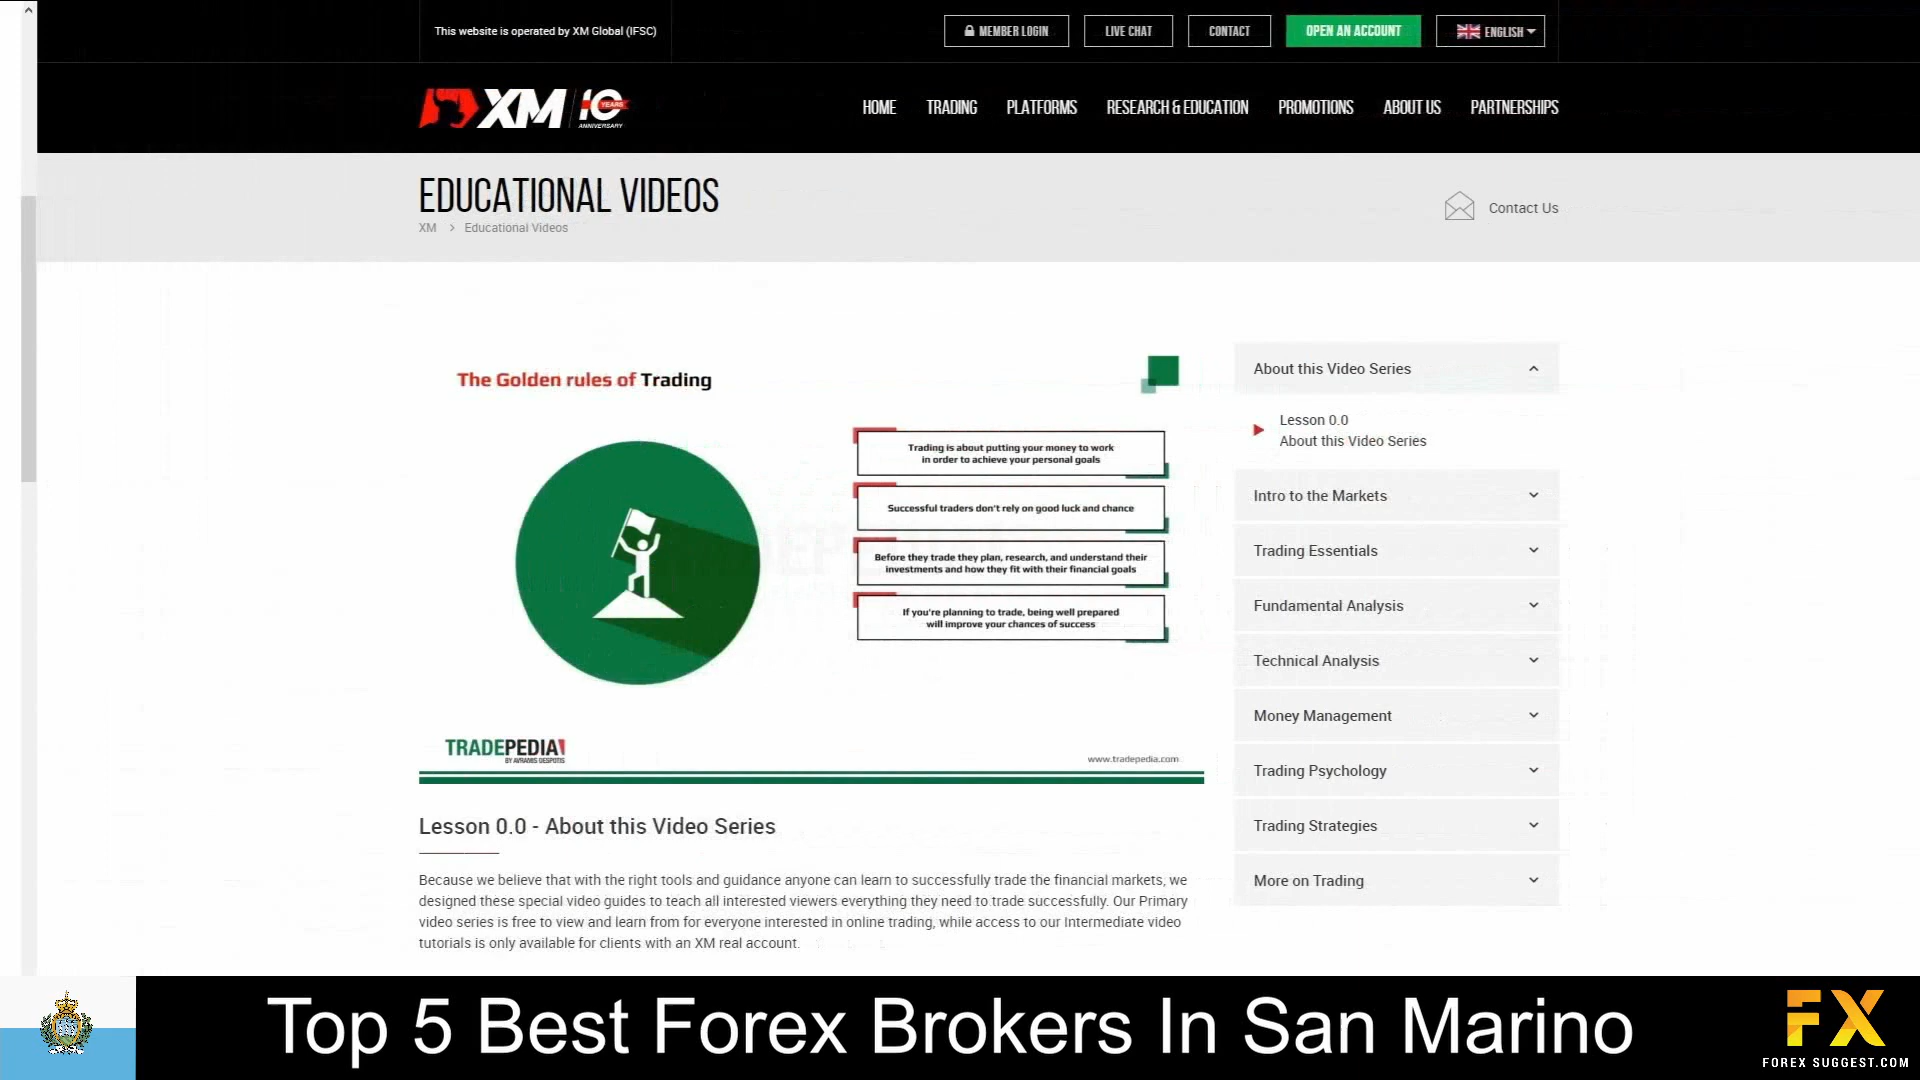 This website is operated by XM Global (IFSC)
MEMBER LOGIN
LIVE CHAT
CONTACT
OPEN AN ACCOUNT
ENGLISH
XM 10 YEARS ANNIVERSARY
HOME
TRADING
PLATFORMS
RESEARCH & EDUCATION
PROMOTIONS
ABOUT US
PARTNERSHIPS
EDUCATIONAL VIDEOS
XM > Educational Videos
Contact Us
The Golden rules of Trading
Trading is about putting your money to work
in order to achieve your personal goals
Successful traders don't rely on good luck and chance
Before they trade they plan, research, and understand their
investments and how they fit with their financial goals
If you're planning to trade, being well prepared
will improve your chances of success
TRADEPEDIA
BY AVRAMIS DESPOTIS
www.tradepedia.com
About this Video Series
Lesson 0.0
About this Video Series
Intro to the Markets
Trading Essentials
Fundamental Analysis
Technical Analysis
Money Management
Trading Psychology
Trading Strategies
More on Trading
Lesson 0.0 - About this Video Series
Because we believe that with the right tools and guidance anyone can learn to successfully trade the financial markets, we
designed these special video guides to teach all interested viewers everything they need to trade successfully. Our Primary
video series is free to view and learn from for everyone interested in online trading, while access to our Intermediate video
tutorials is only available for clients with an XM real account.
Top 5 Best Forex Brokers In San Marino
FX
FOREX SUGGEST.COM